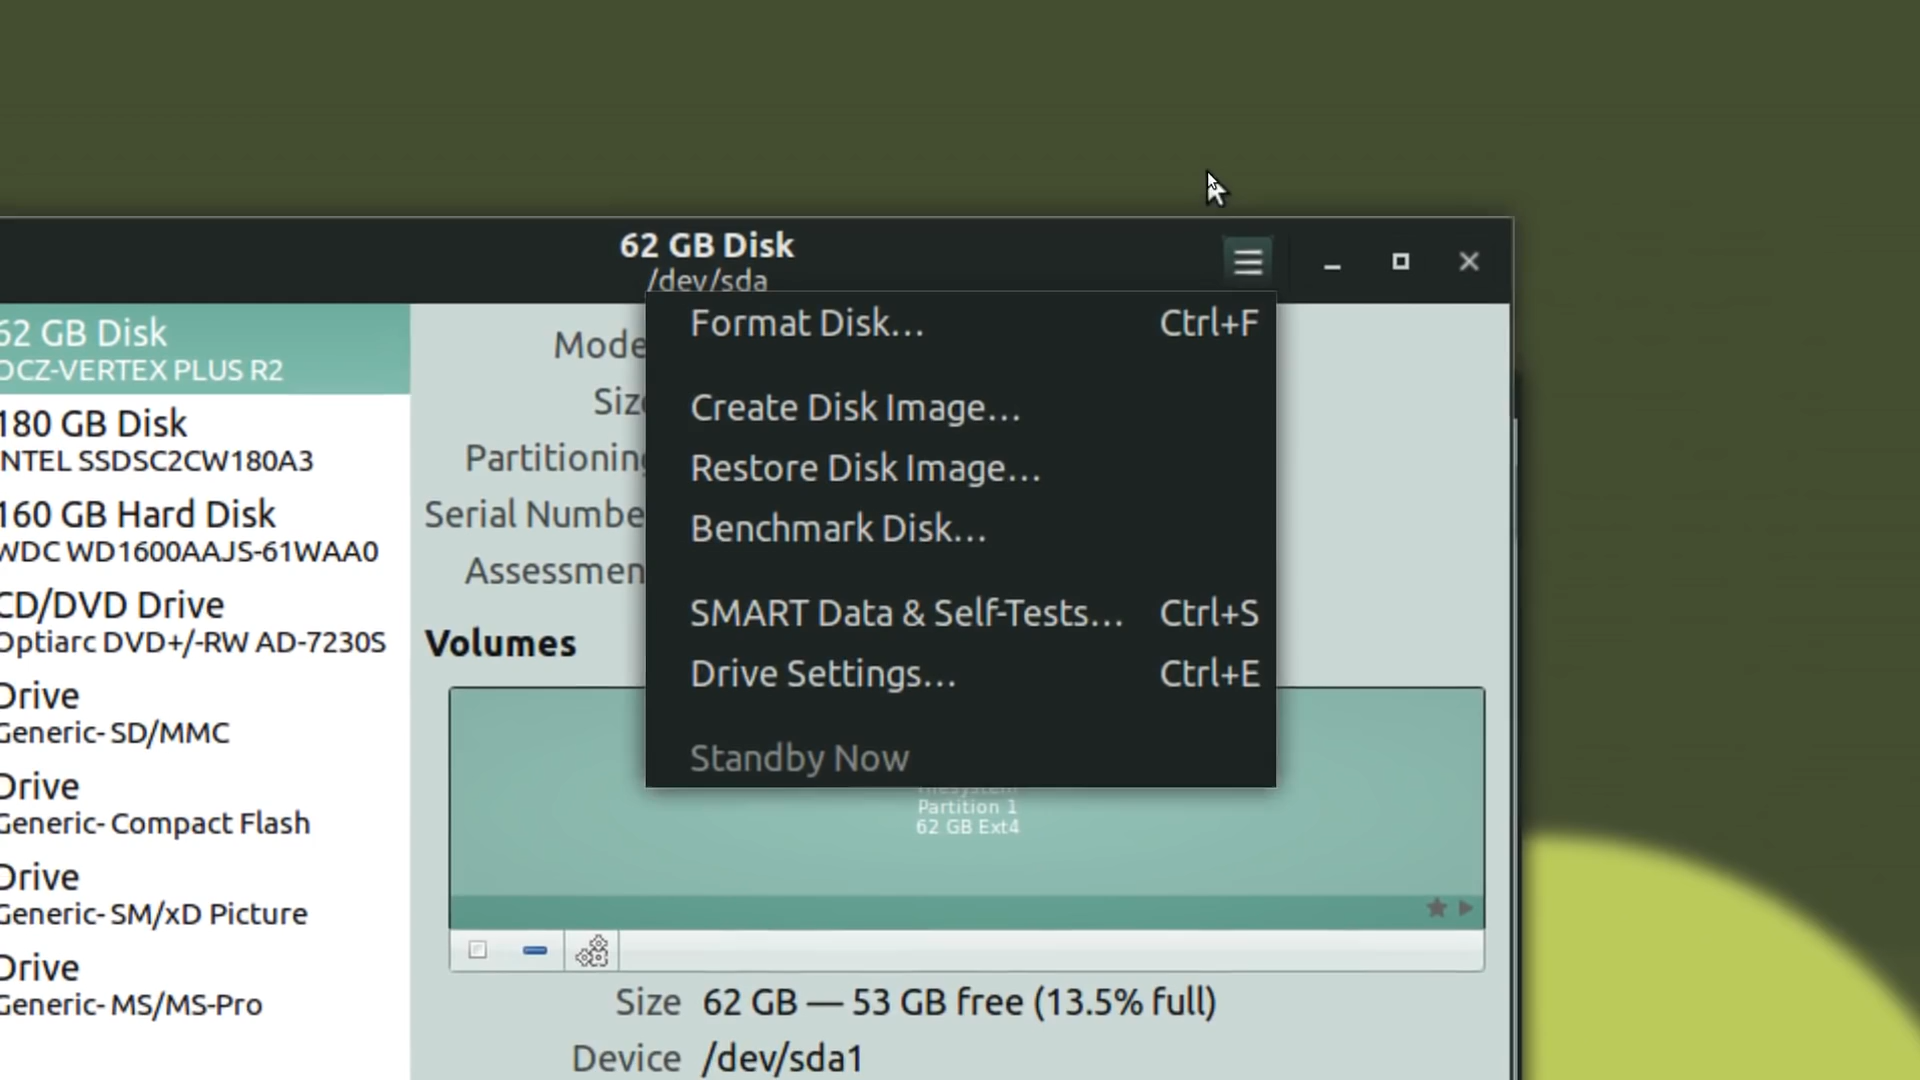 62 GB Disk
/dev/sda
62 GB Disk
OCZ-VERTEX PLUS R2
180 GB Disk
INTEL SSDSC2CW180A3
160 GB Hard Disk
WDC WD1600AAJS-61WAA0
CD/DVD Drive
Optiarc DVD+/-RW AD-7230S
Drive
Generic- SD/MMC
Drive
Generic- Compact Flash
Drive
Generic- SM/xD Picture
Drive
Generic- MS/MS-Pro
Mode
Size
Partitioning
Serial Numbe
Assessmen
Volumes
Format Disk... Ctrl+F
Create Disk Image...
Restore Disk Image...
Benchmark Disk...
SMART Data & Self-Tests... Ctrl+S
Drive Settings... Ctrl+E
Standby Now
Filesystem
Partition 1
62 GB Ext4
Size 62 GB — 53 GB free (13.5% full)
Device /dev/sda1